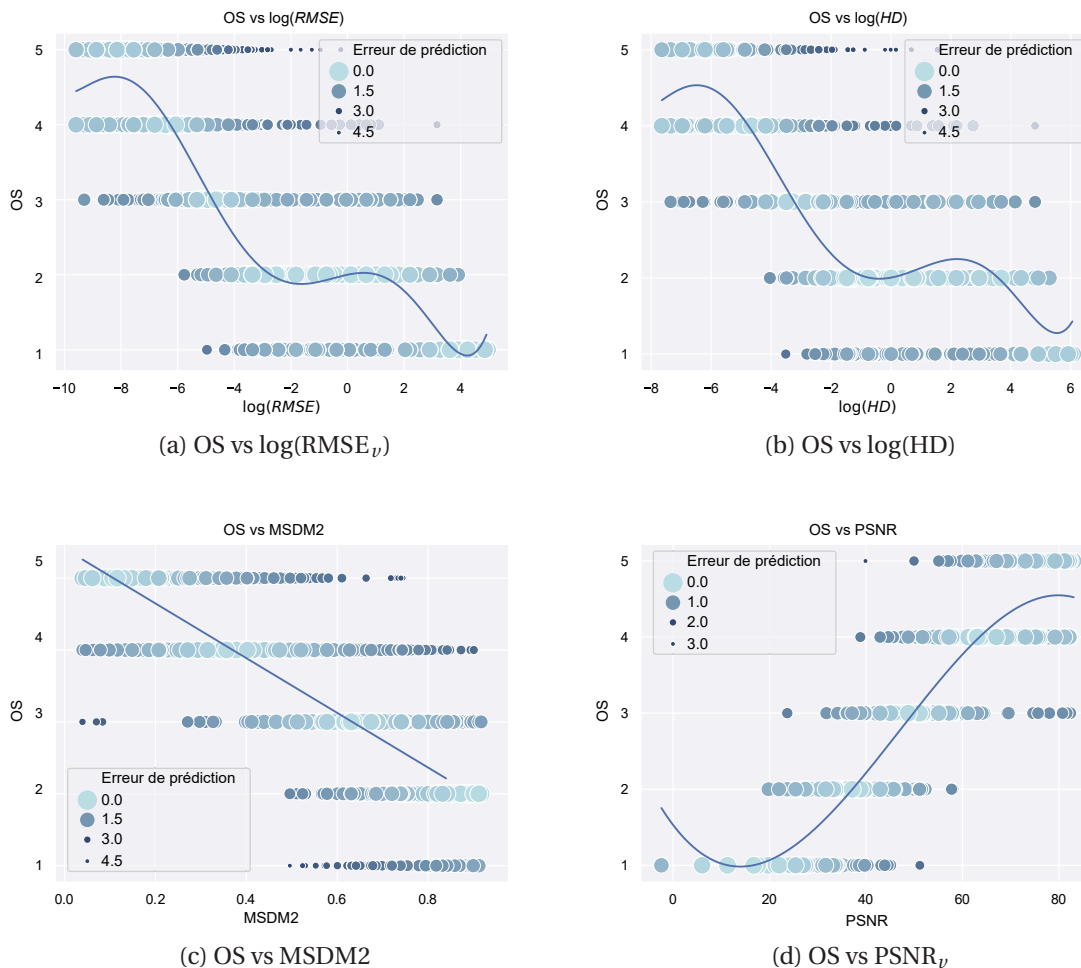 OS vs log(RMSE)
5
4
3
2
1
OS
Erreur de prédiction
0.0
1.5
3.0
4.5
−10 −8 −6 −4 −2 0 2 4
log(RMSE)
(a) OS vs log(RMSEν)
OS vs log(HD)
5
4
3
2
1
OS
Erreur de prédiction
0.0
1.5
3.0
4.5
−8 −6 −4 −2 0 2 4 6
log(HD)
(b) OS vs log(HD)
OS vs MSDM2
5
4
3
2
1
OS
Erreur de prédiction
0.0
1.5
3.0
4.5
0.0 0.2 0.4 0.6 0.8
MSDM2
(c) OS vs MSDM2
OS vs PSNR
5
4
3
2
1
OS
Erreur de prédiction
0.0
1.0
2.0
3.0
0 20 40 60 80
PSNR
(d) OS vs PSNRν